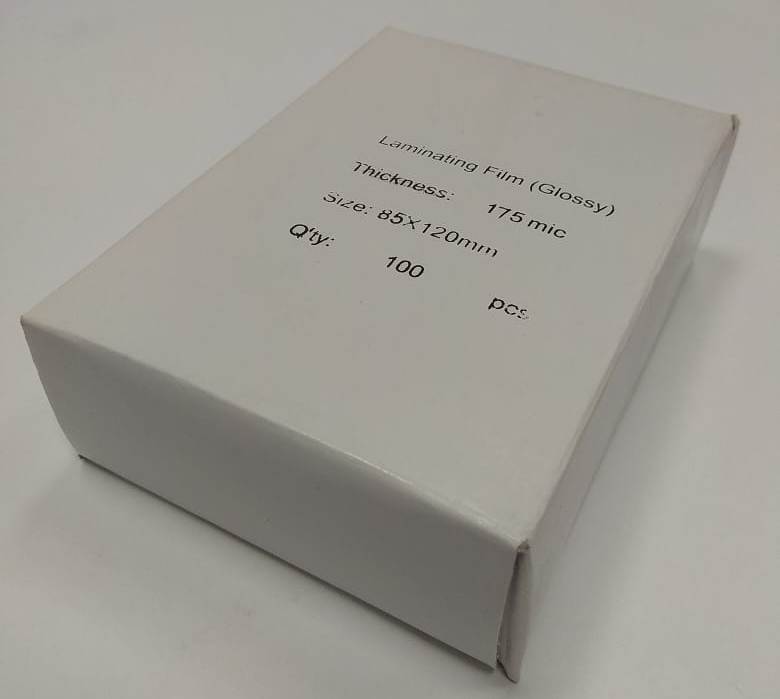 Laminating Film (Glossy)
Thickness: 175 mic
Size: 85X120mm
Q'ty: 100 pcs